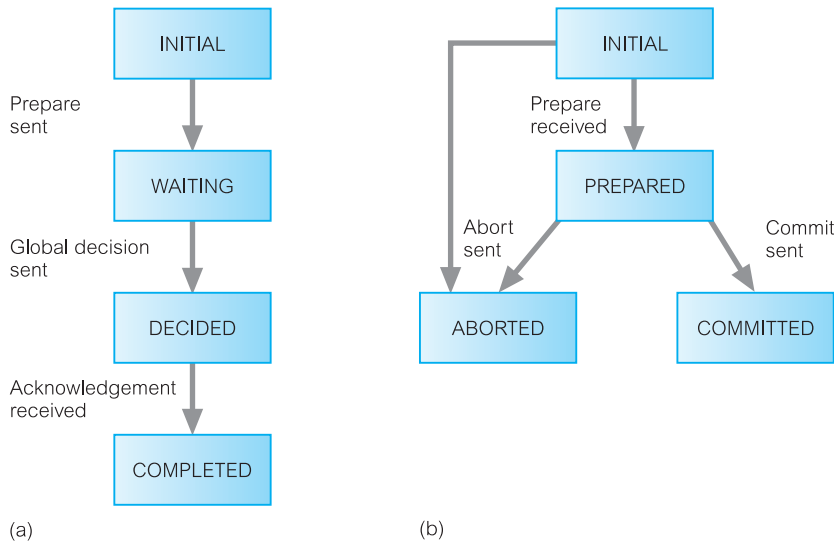 INITIAL
Prepare
sent
WAITING
Global decision
sent
DECIDED
Acknowledgement
received
COMPLETED
(a)
INITIAL
Prepare
received
PREPARED
Abort
sent
Commit
sent
ABORTED
COMMITTED
(b)